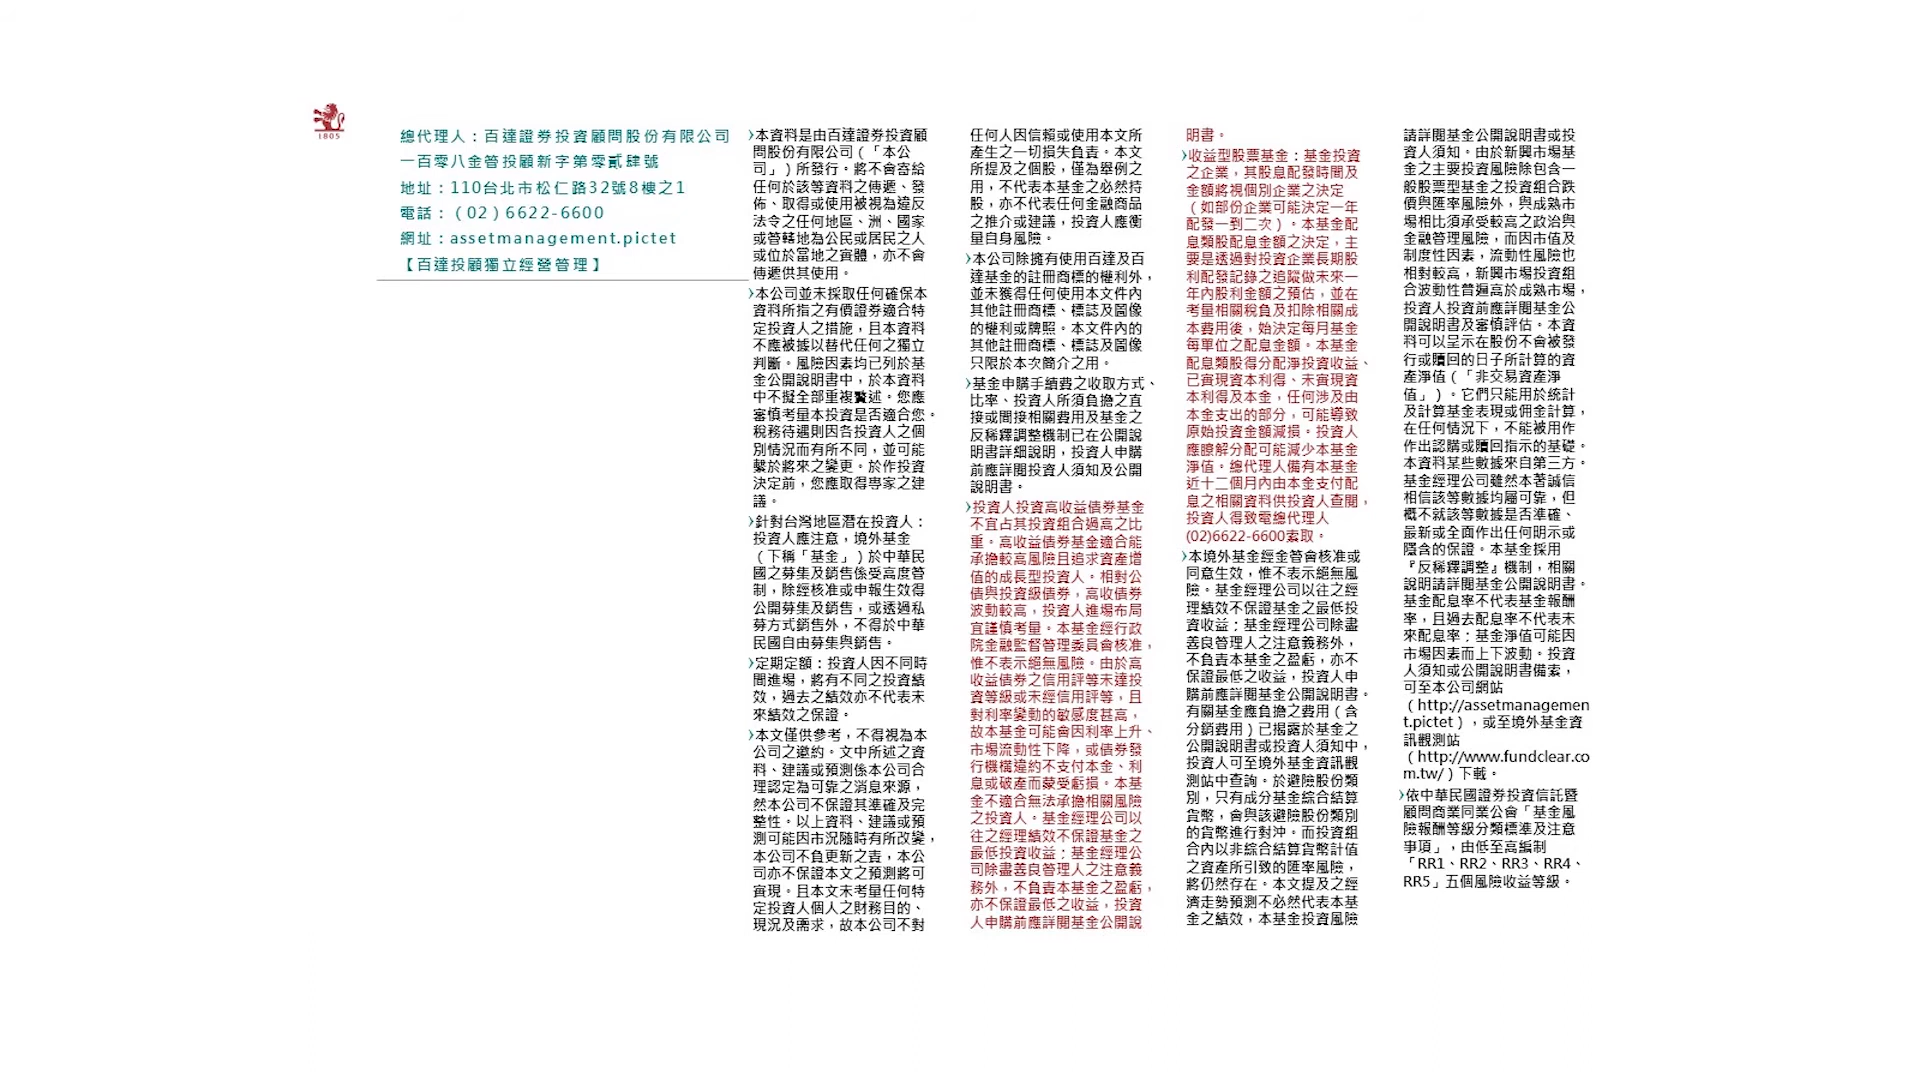 1805
總代理人：百達證券投資顧問股份有限公司
一百零八金管投顧新字第零貳肆號
地址：110台北市松仁路32號8樓之1
電話：(02)6622-6600
網址：assetmanagement.pictet
【百達投顧獨立經營管理】
›本資料是由百達證券投資顧
問股份有限公司（「本公
司」）所發行。將不會寄給
任何於該等資料之傳遞、發
佈、取得或使用被視為違反
法令之任何地區、洲、國家
或管轄地為公民或居民之人
或位於當地之實體，亦不會
傳遞供其使用。
›本公司並未採取任何確保本
資料所指之有價證券適合特
定投資人之措施，且本資料
不應被據以替代任何之獨立
判斷。風險因素均已列於基
金公開說明書中，於本資料
中不擬全部重複贅述。您應
審慎考量本投資是否適合您。
稅務待遇則因各投資人之個
別情況而有所不同，並可能
繫於將來之變更。於作投資
決定前，您應取得專家之建
議。
›針對台灣地區潛在投資人：
投資人應注意，境外基金
（下稱「基金」）於中華民
國之募集及銷售係受高度管
制，除經核准或申報生效得
公開募集及銷售，或透過私
募方式銷售外，不得於中華
民國自由募集與銷售。
›定期定額：投資人因不同時
間進場，將有不同之投資績
效，過去之績效亦不代表未
來績效之保證。
›本文僅供參考，不得視為本
公司之邀約。文中所述之資
料、建議或預測係本公司合
理認定為可靠之消息來源，
然本公司不保證其準確及完
整性。以上資料、建議或預
測可能因市況隨時有所改變，
本公司不負更新之責，本公
司亦不保證本文之預測將可
實現。且本文未考量任何特
定投資人個人之財務目的、
現況及需求，故本公司不對
任何人因信賴或使用本文所
產生之一切損失負責。本文
所提及之個股，僅為舉例之
用，不代表本基金之必然持
股，亦不代表任何金融商品
之推介或建議，投資人應衡
量自身風險。
›本公司除擁有使用百達及百
達基金的註冊商標的權利外，
並未獲得任何使用本文件內
其他註冊商標、標誌及圖像
的權利或牌照。本文件內的
其他註冊商標、標誌及圖像
只限於本次簡介之用。
›基金申購手續費之收取方式、
比率、投資人所須負擔之直
接或間接相關費用及基金之
反稀釋調整機制已在公開說
明書詳細說明，投資人申購
前應詳閱投資人須知及公開
說明書。
›投資人投資高收益債券基金
不宜占其投資組合過高之比
重。高收益債券基金適合能
承擔較高風險且追求資產增
值的成長型投資人。相對公
債與投資級債券，高收債券
波動較高，投資人進場布局
宜謹慎考量。本基金經行政
院金融監督管理委員會核准，
惟不表示絕無風險。由於高
收益債券之信用評等未達投
資等級或未經信用評等，且
對利率變動的敏感度甚高，
故本基金可能會因利率上升、
市場流動性下降，或債券發
行機構違約不支付本金、利
息或破產而蒙受虧損。本基
金不適合無法承擔相關風險
之投資人。基金經理公司以
往之經理績效不保證基金之
最低投資收益；基金經理公
司除盡善良管理人之注意義
務外，不負責本基金之盈虧，
亦不保證最低之收益，投資
人申購前應詳閱基金公開說
明書。
›收益型股票基金：基金投資
之企業，其股息配發時間及
金額將視個別企業之決定
（如部份企業可能決定一年
配發一到二次）。本基金配
息類股配息金額之決定，主
要是透過對投資企業長期股
利配發記錄之追蹤做未來一
年內股利金額之預估，並在
考量相關稅負及扣除相關成
本費用後，始決定每月基金
每單位之配息金額。本基金
配息類股得分配淨投資收益、
已實現資本利得、未實現資
本利得及本金，任何涉及由
本金支出的部分，可能導致
原始投資金額減損。投資人
應瞭解分配可能減少本基金
淨值。總代理人備有本基金
近十二個月內由本金支付配
息之相關資料供投資人查閱，
投資人得致電總代理人
(02)6622-6600索取。
›本境外基金經金管會核准或
同意生效，惟不表示絕無風
險。基金經理公司以往之經
理績效不保證基金之最低投
資收益；基金經理公司除盡
善良管理人之注意義務外，
不負責本基金之盈虧，亦不
保證最低之收益，投資人申
購前應詳閱基金公開說明書。
有關基金應負擔之費用（含
分銷費用）已揭露於基金之
公開說明書或投資人須知中，
投資人可至境外基金資訊觀
測站中查詢。於避險股份類
別，只有成分基金綜合結算
貨幣，會與該避險股份類別
的貨幣進行對沖。而投資組
合內以非綜合結算貨幣計值
之資產所引致的匯率風險，
將仍然存在。本文提及之經
濟走勢預測不必然代表本基
金之績效，本基金投資風險
請詳閱基金公開說明書或投
資人須知。由於新興市場基
金之主要投資風險除包含一
般股票型基金之投資組合跌
價與匯率風險外，與成熟市
場相比須承受較高之政治與
金融管理風險，而因市值及
制度性因素，流動性風險也
相對較高，新興市場投資組
合波動性普遍高於成熟市場，
投資人投資前應詳閱基金公
開說明書及審慎評估。本資
料可以呈示在股份不會被發
行或贖回的日子所計算的資
產淨值（「非交易資產淨
值」）。它們只能用於統計
及計算基金表現或佣金計算，
在任何情況下，不能被用作
作出認購或贖回指示的基礎。
本資料某些數據來自第三方。
基金經理公司雖然本著誠信
相信該等數據均屬可靠，但
概不就該等數據是否準確、
最新或全面作出任何明示或
隱含的保證。本基金採用
『反稀釋調整』機制，相關
說明請詳閱基金公開說明書。
基金配息率不代表基金報酬
率，且過去配息率不代表未
來配息率；基金淨值可能因
市場因素而上下波動。投資
人須知或公開說明書備索，
可至本公司網站
（http://assetmanagemen
t.pictet），或至境外基金資
訊觀測站
（http://www.fundclear.co
m.tw/）下載。
›依中華民國證券投資信託暨
顧問商業同業公會「基金風
險報酬等級分類標準及注意
事項」，由低至高編制
「RR1、RR2、RR3、RR4、
RR5」五個風險收益等級。